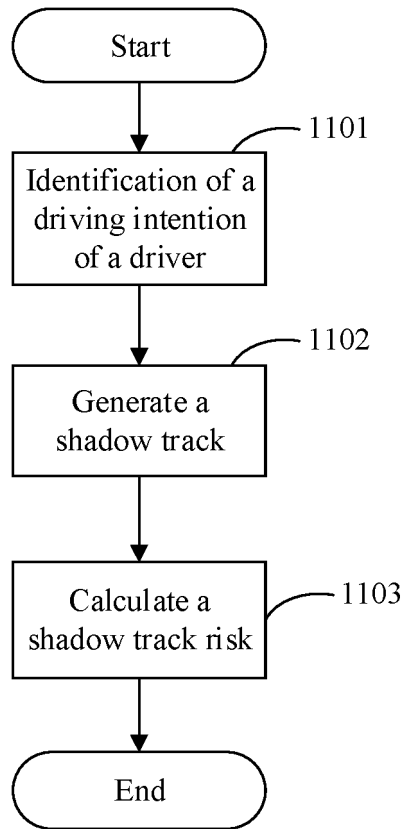 Start
1101
Identification of a
driving intention
of a driver
1102
Generate a
shadow track
1103
Calculate a
shadow track risk
End